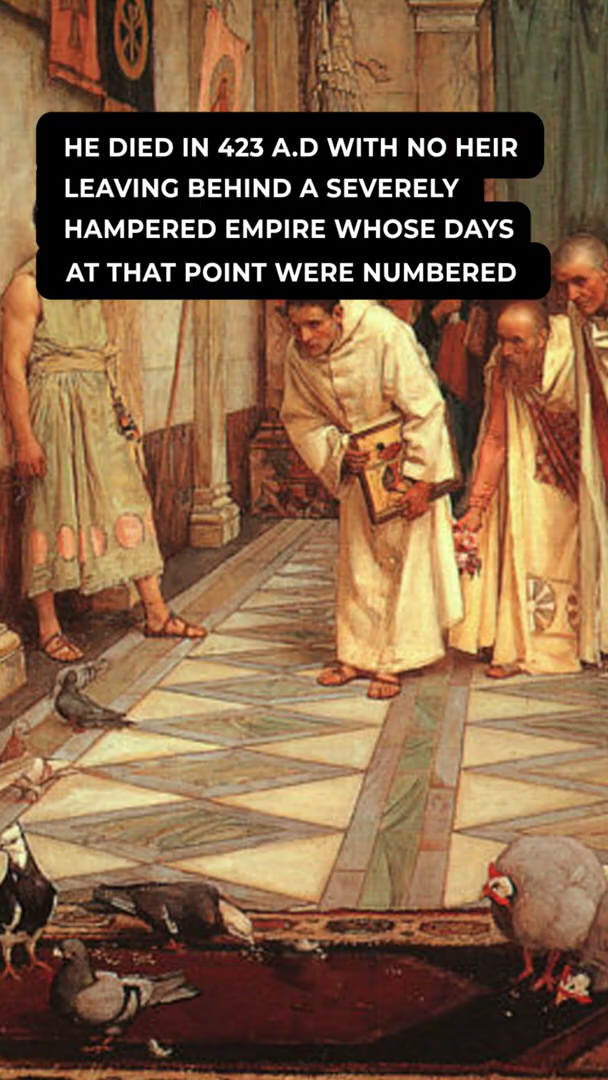 HE DIED IN 423 A.D WITH NO HEIR
LEAVING BEHIND A SEVERELY
HAMPERED EMPIRE WHOSE DAYS
AT THAT POINT WERE NUMBERED